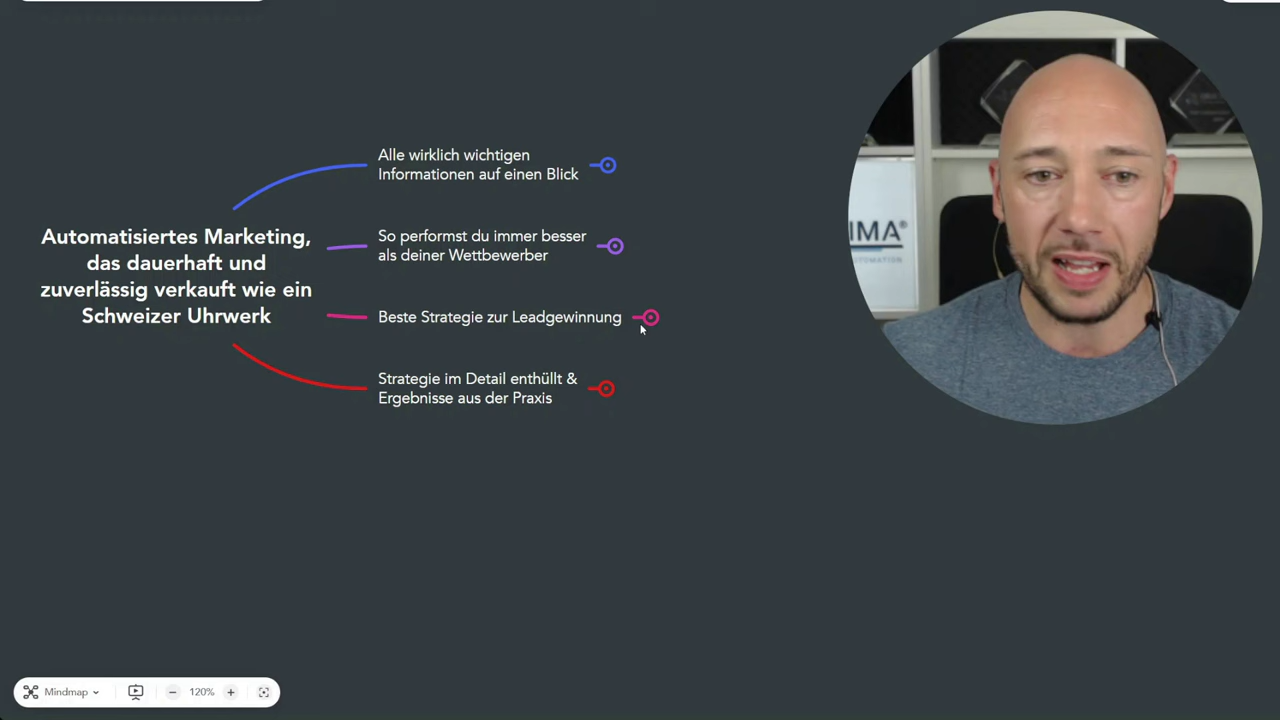 Alle wirklich wichtigen
Informationen auf einen Blick
Automatisiertes Marketing,
das dauerhaft und
zuverlässig verkauft wie ein
Schweizer Uhrwerk
So performst du immer besser
als deiner Wettbewerber
Beste Strategie zur Leadgewinnung
Strategie im Detail enthüllt &
Ergebnisse aus der Praxis
IMA®
AUTOMATION
Mindmap
120%